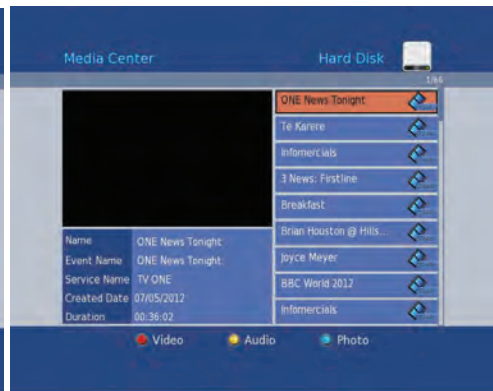 Media Center
Hard Disk
1/66
ONE News Tonight
Te Karere
Infomercials
3 News: Firstline
Breakfast
Brian Houston @ Hills...
Joyce Meyer
BBC World 2012
Infomercials
Name ONE News Tonight
Event Name ONE News Tonight
Service Name TV ONE
Created Date 07/05/2012
Duration 00:36:02
Video Audio Photo